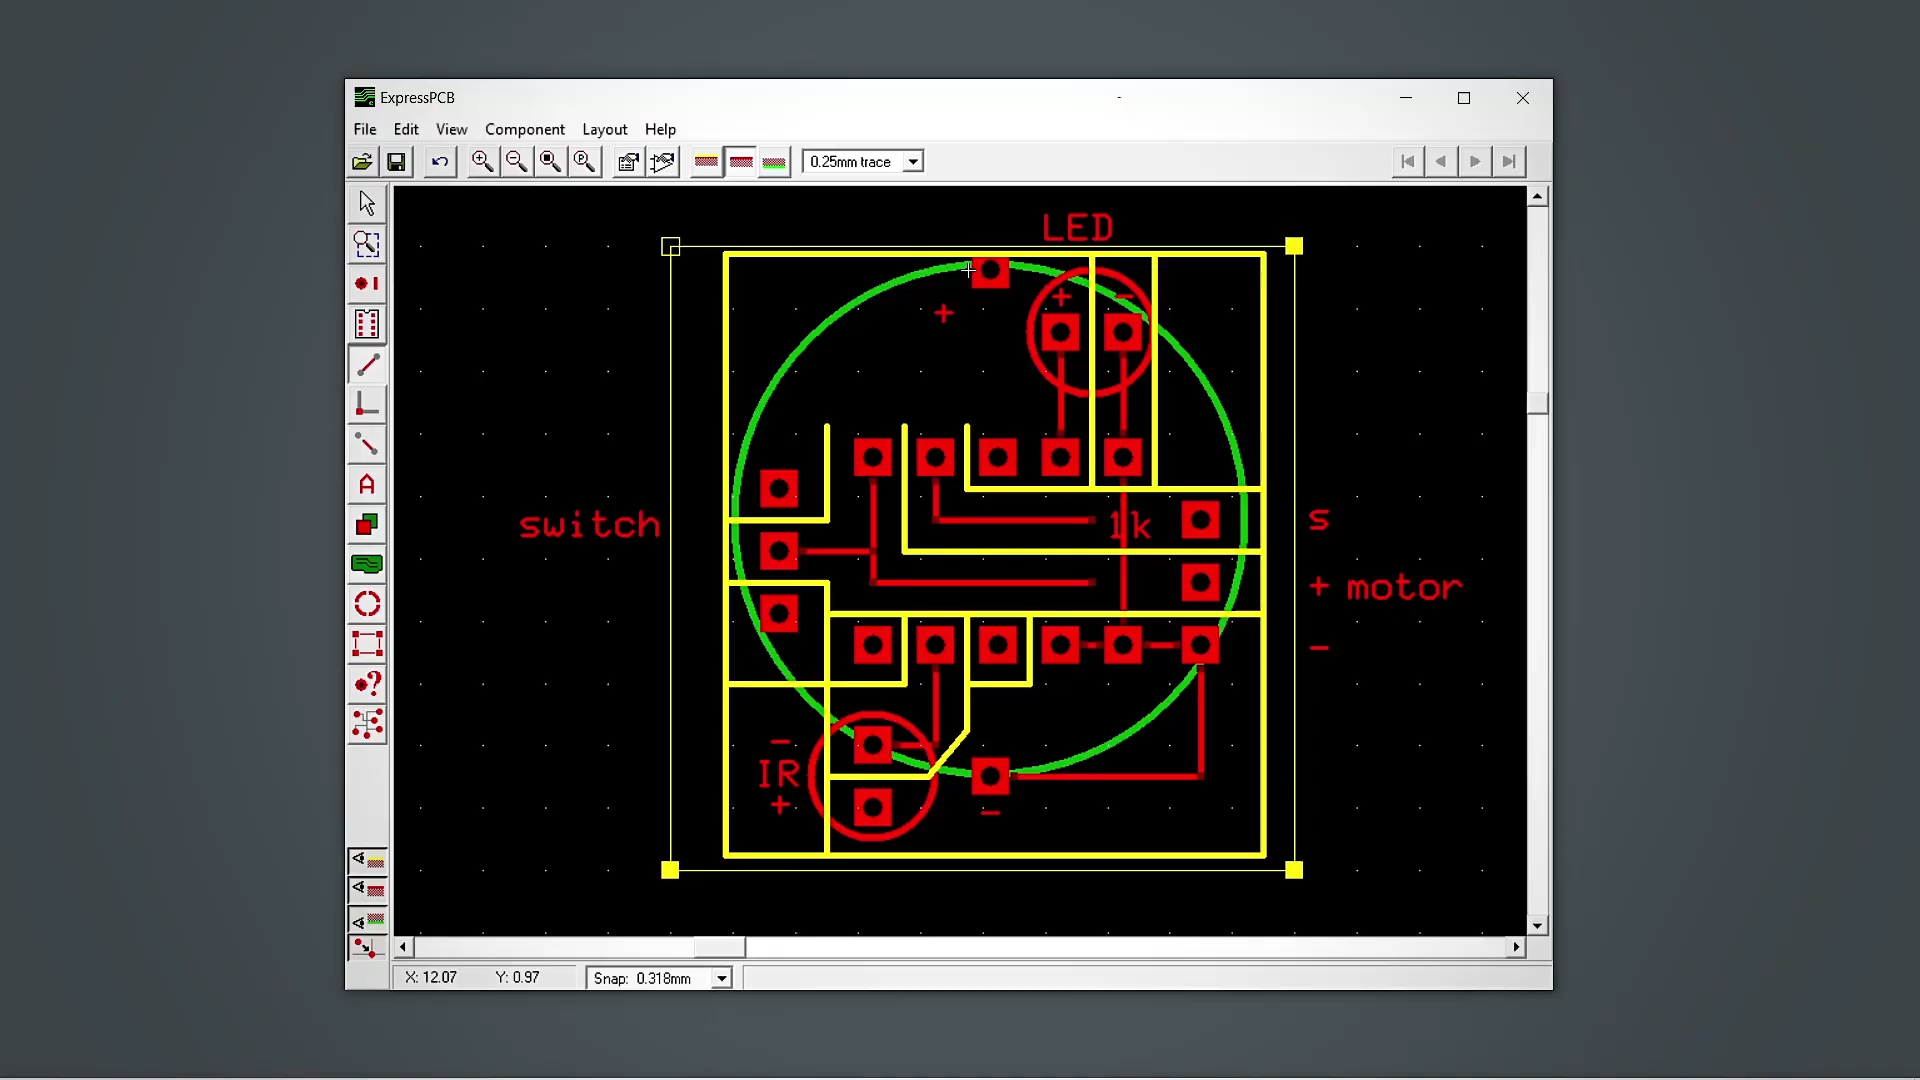 ExpressPCB
File Edit View Component Layout Help
0.25mm trace
A
?
LED
+ -
+
switch
1k
s
+ motor
-
-
IR
+
-
X: 12.07 Y: 0.97 Snap: 0.318mm